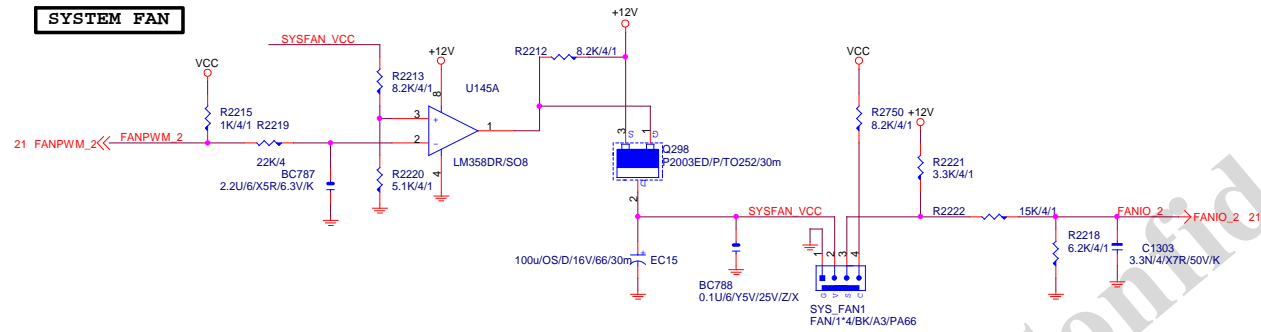 SYSTEM FAN
+12V
SYSFAN_VCC
R2212 8.2K/4/1
VCC
+12V
VCC
R2213
8.2K/4/1
U145A
R2215
1K/4/1
8
3
+
1
2
-
4
LM358DR/SO8
R2219
22K/4
21 FANPWM_2
FANPWM_2
BC787
2.2U/6/X5R/6.3V/K
R2220
5.1K/4/1
3
S
G
1
Q298
P2003ED/P/TO252/30m
D
2
R2750
8.2K/4/1
+12V
R2221
3.3K/4/1
SYSFAN_VCC
R2222
15K/4/1
FANIO_2
FANIO_2 21
100u/OS/D/16V/66/30m
+
EC15
BC788
0.1U/6/Y5V/25V/Z/X
1
2
3
4
G
V
S
C
SYS_FAN1
FAN/1*4/BK/A3/PA66
R2218
6.2K/4/1
C1303
3.3N/4/X7R/50V/K
onfid